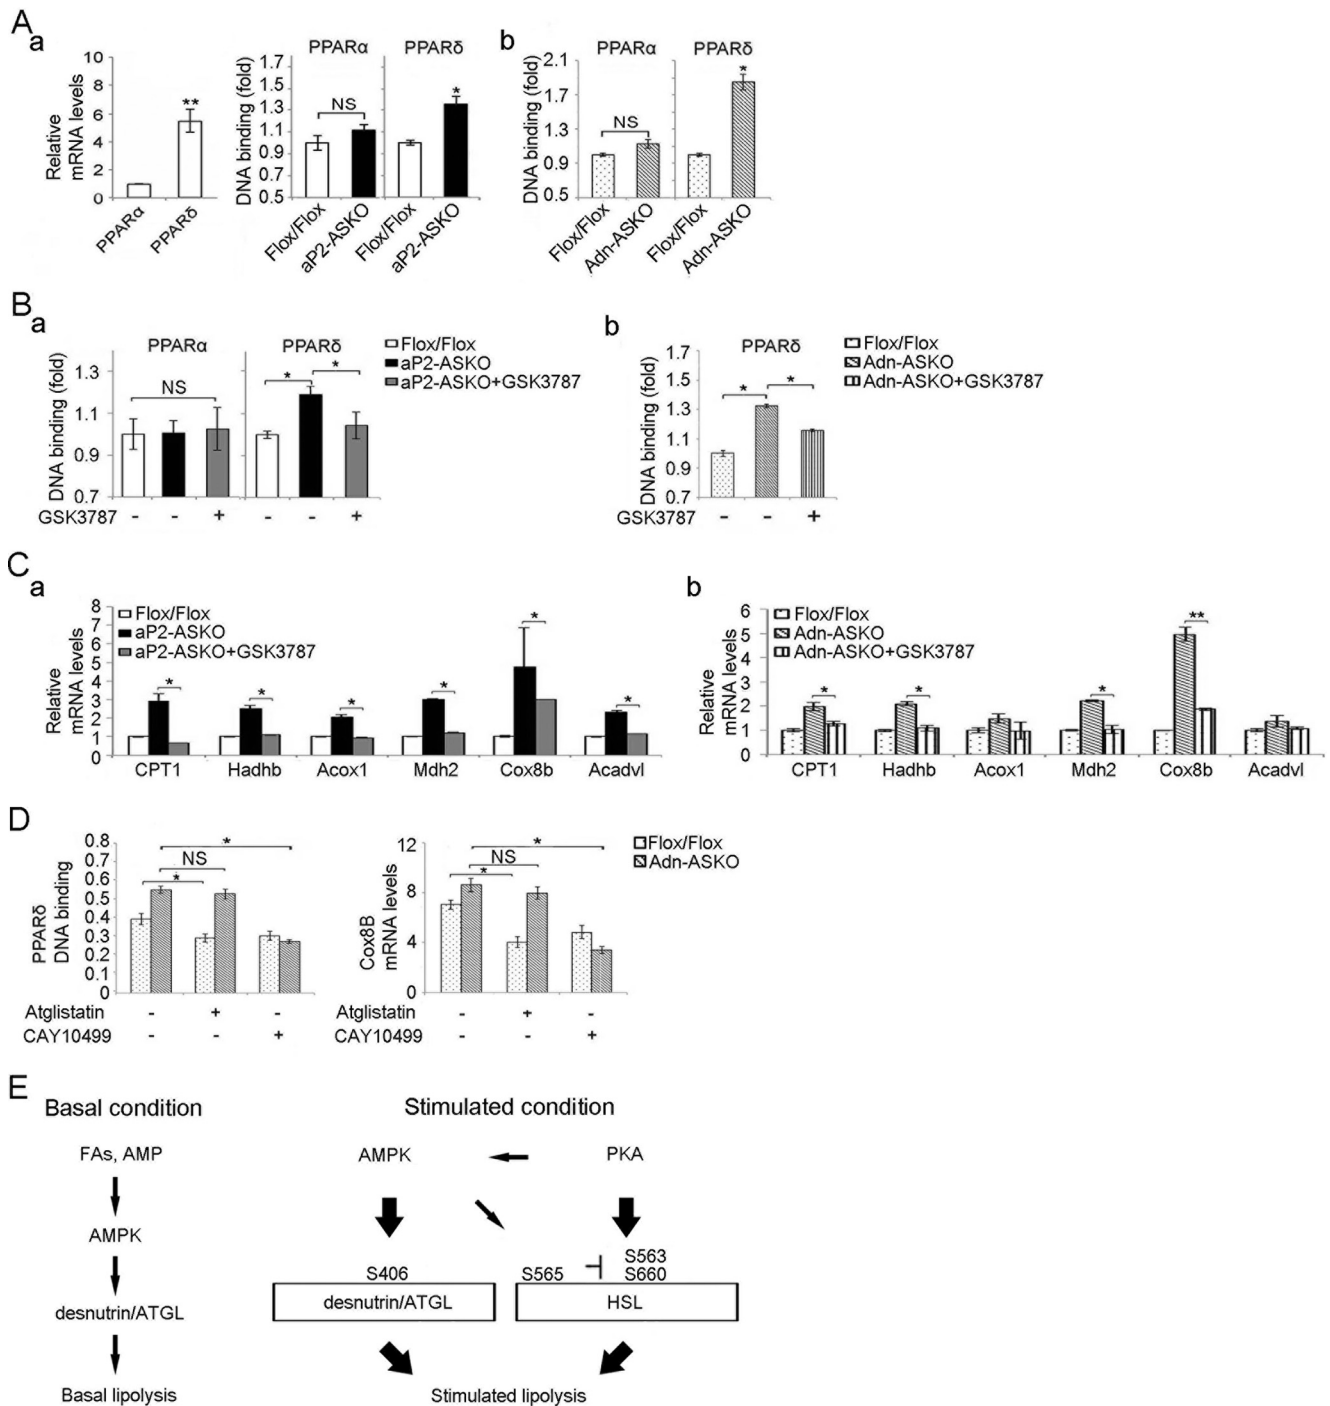 A
a
Relative
mRNA levels
10
8
6
4
2
0
**
PPARα
PPARδ
DNA binding (fold)
1.7
1.5
1.3
1.1
0.9
0.7
0.5
PPARα
PPARδ
NS
*
Flox/Flox
aP2-ASKO
Flox/Flox
aP2-ASKO
b
DNA binding (fold)
2.1
1.7
1.3
0.9
0.5
PPARα
PPARδ
NS
*
Flox/Flox
Adn-ASKO
Flox/Flox
Adn-ASKO
B
a
DNA binding (fold)
1.3
1.1
0.9
0.7
PPARα
PPARδ
NS
*
*
Flox/Flox
aP2-ASKO
aP2-ASKO+GSK3787
GSK3787 - - + - - +
b
DNA binding (fold)
1.7
1.5
1.3
1.1
0.9
0.7
PPARδ
*
*
Flox/Flox
Adn-ASKO
Adn-ASKO+GSK3787
GSK3787 - - +
C
a
Relative
mRNA levels
8
7
6
5
4
3
2
1
0
Flox/Flox
aP2-ASKO
aP2-ASKO+GSK3787
* * * * * *
CPT1 Hadhb Acox1 Mdh2 Cox8b Acadvl
b
Relative
mRNA levels
6
5
4
3
2
1
0
Flox/Flox
Adn-ASKO
Adn-ASKO+GSK3787
* * * **
CPT1 Hadhb Acox1 Mdh2 Cox8b Acadvl
D
PPARδ
DNA binding
0.8
0.7
0.6
0.5
0.4
0.3
0.2
0.1
0
*
NS
*
Atglistatin - + -
CAY10499 - - +
Cox8B
mRNA levels
12
8
4
0
*
NS
*
Atglistatin - + -
CAY10499 - - +
Flox/Flox
Adn-ASKO
E
Basal condition
FAs, AMP
AMPK
desnutrin/ATGL
Basal lipolysis
Stimulated condition
AMPK
PKA
S406
S565
S563
S660
desnutrin/ATGL
HSL
Stimulated lipolysis